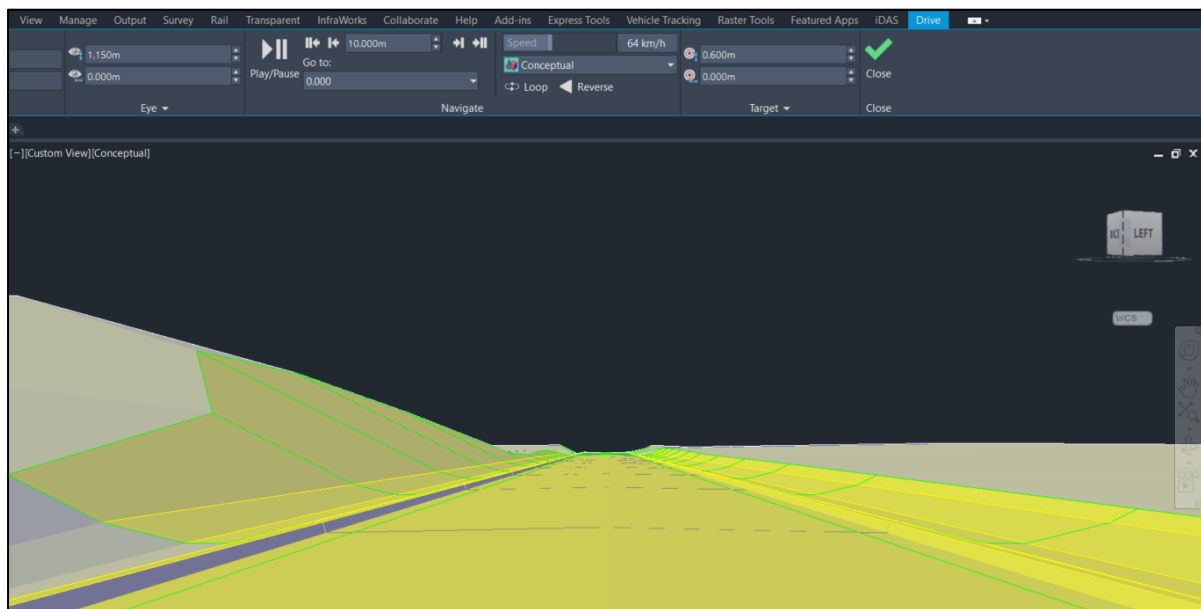 View Manage Output Survey Rail Transparent InfraWorks Collaborate Help Add-ins Express Tools Vehicle Tracking Raster Tools Featured Apps iDAS Drive
1.150m
0.000m
Eye
Play/Pause
10.000m
Go to:
0.000
Speed 64 km/h
Conceptual
Loop Reverse
Navigate
0.600m
0.000m
Target
Close
Close
[−][Custom View][Conceptual]
LEFT
WCS